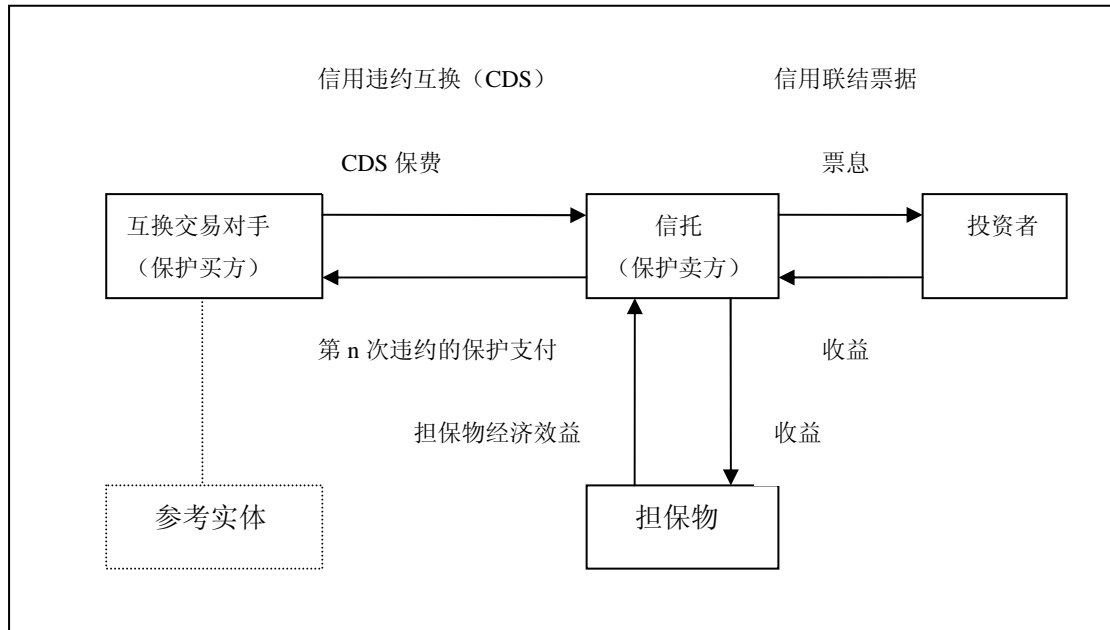 信用违约互换（CDS）
信用联结票据
CDS 保费
票息
互换交易对手
（保护买方）
信托
（保护卖方）
投资者
第 n 次违约的保护支付
收益
担保物经济效益
收益
参考实体
担保物